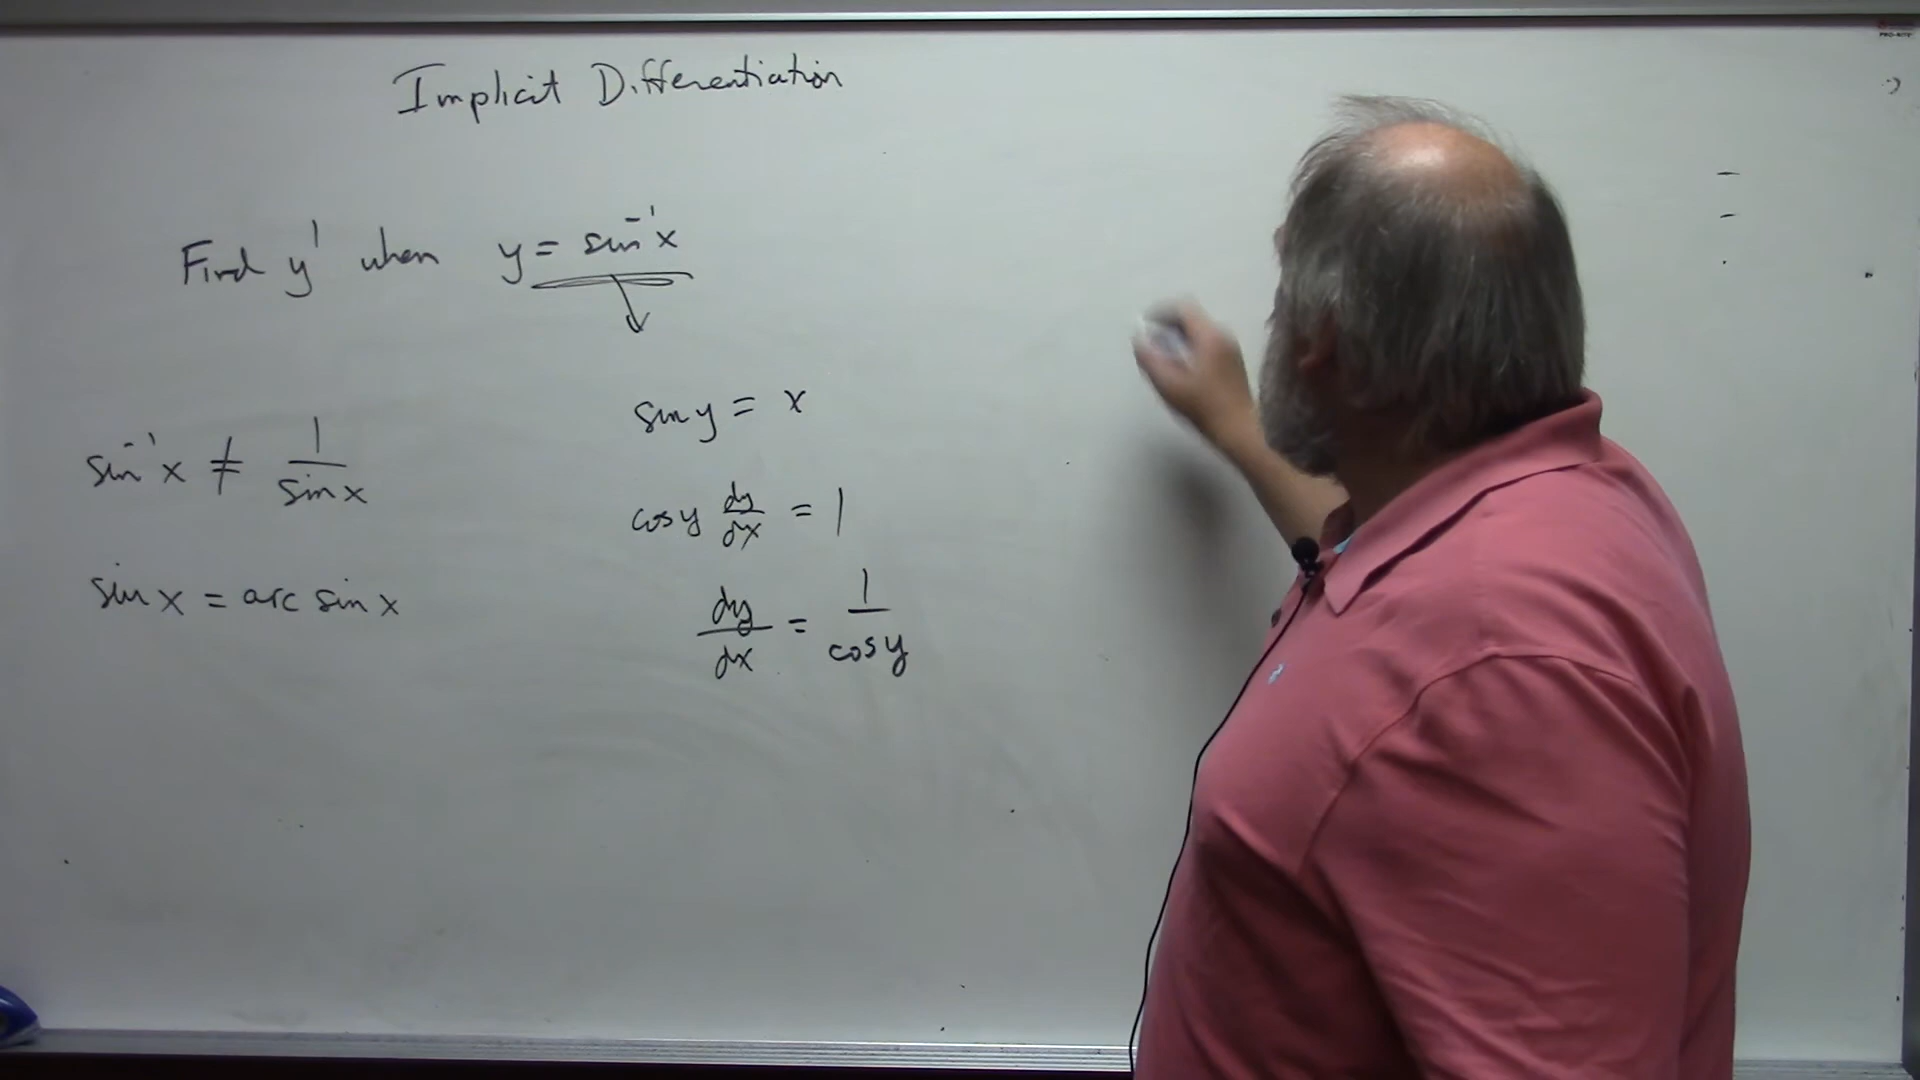 Implicit Differentiation
Find y' when y = sin⁻¹x
sin⁻¹x ≠ 1/sin x
sin x = arc sin x
sin y = x
cos y dy/dx = 1
dy/dx = 1/cos y